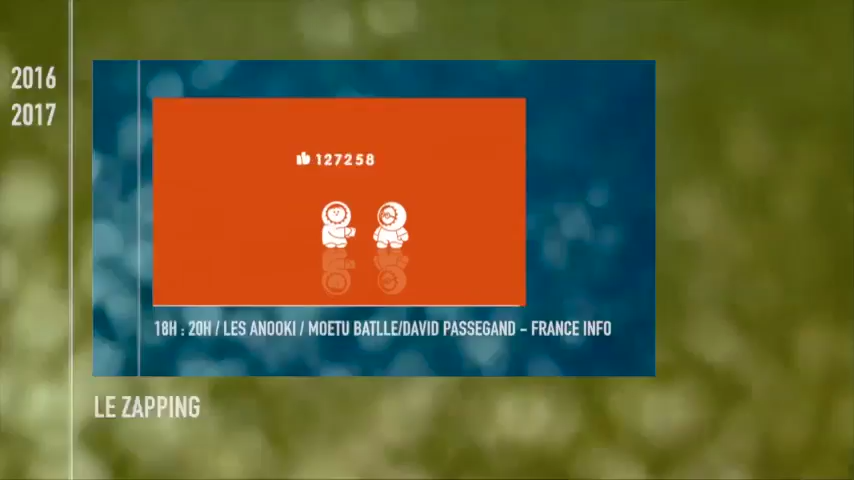 2016
2017
127258
18H : 20H / LES ANOOKI / MOETU BATLLE/DAVID PASSEGAND - FRANCE INFO
LE ZAPPING